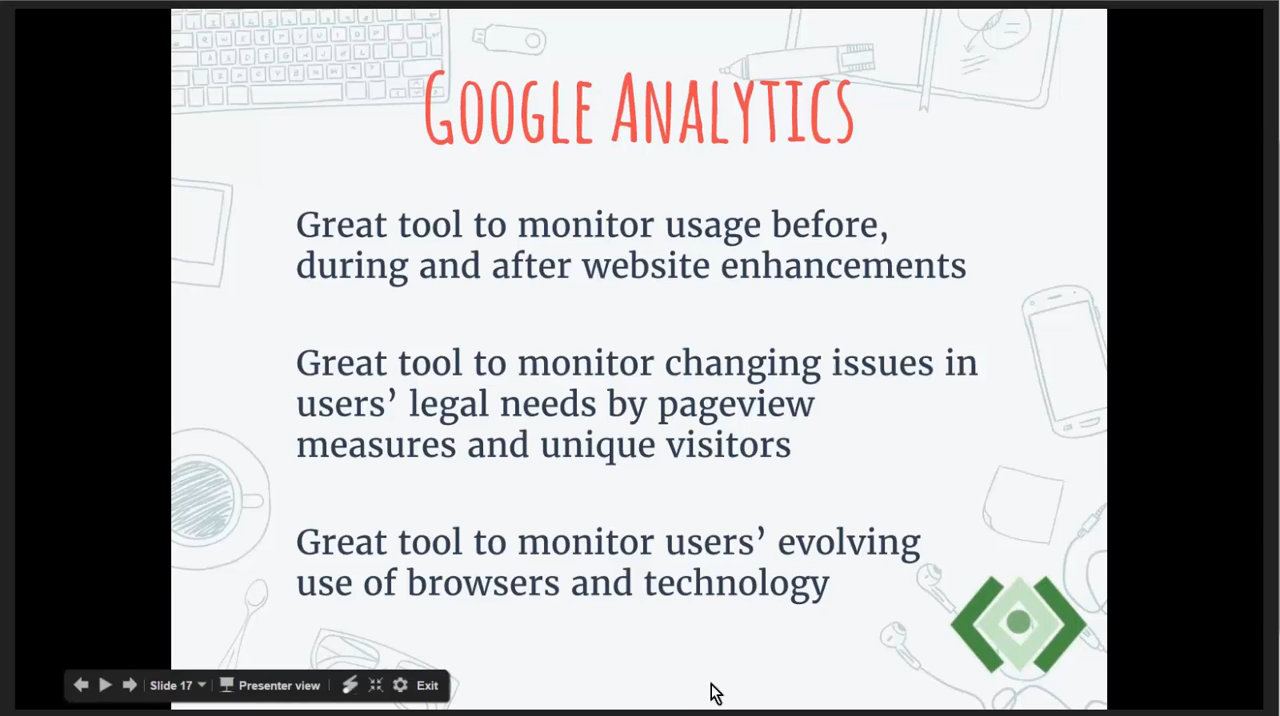 GOOGLE ANALYTICS
Great tool to monitor usage before,
during and after website enhancements
Great tool to monitor changing issues in
users’ legal needs by pageview
measures and unique visitors
Great tool to monitor users’ evolving
use of browsers and technology
Slide 17 Presenter view Exit